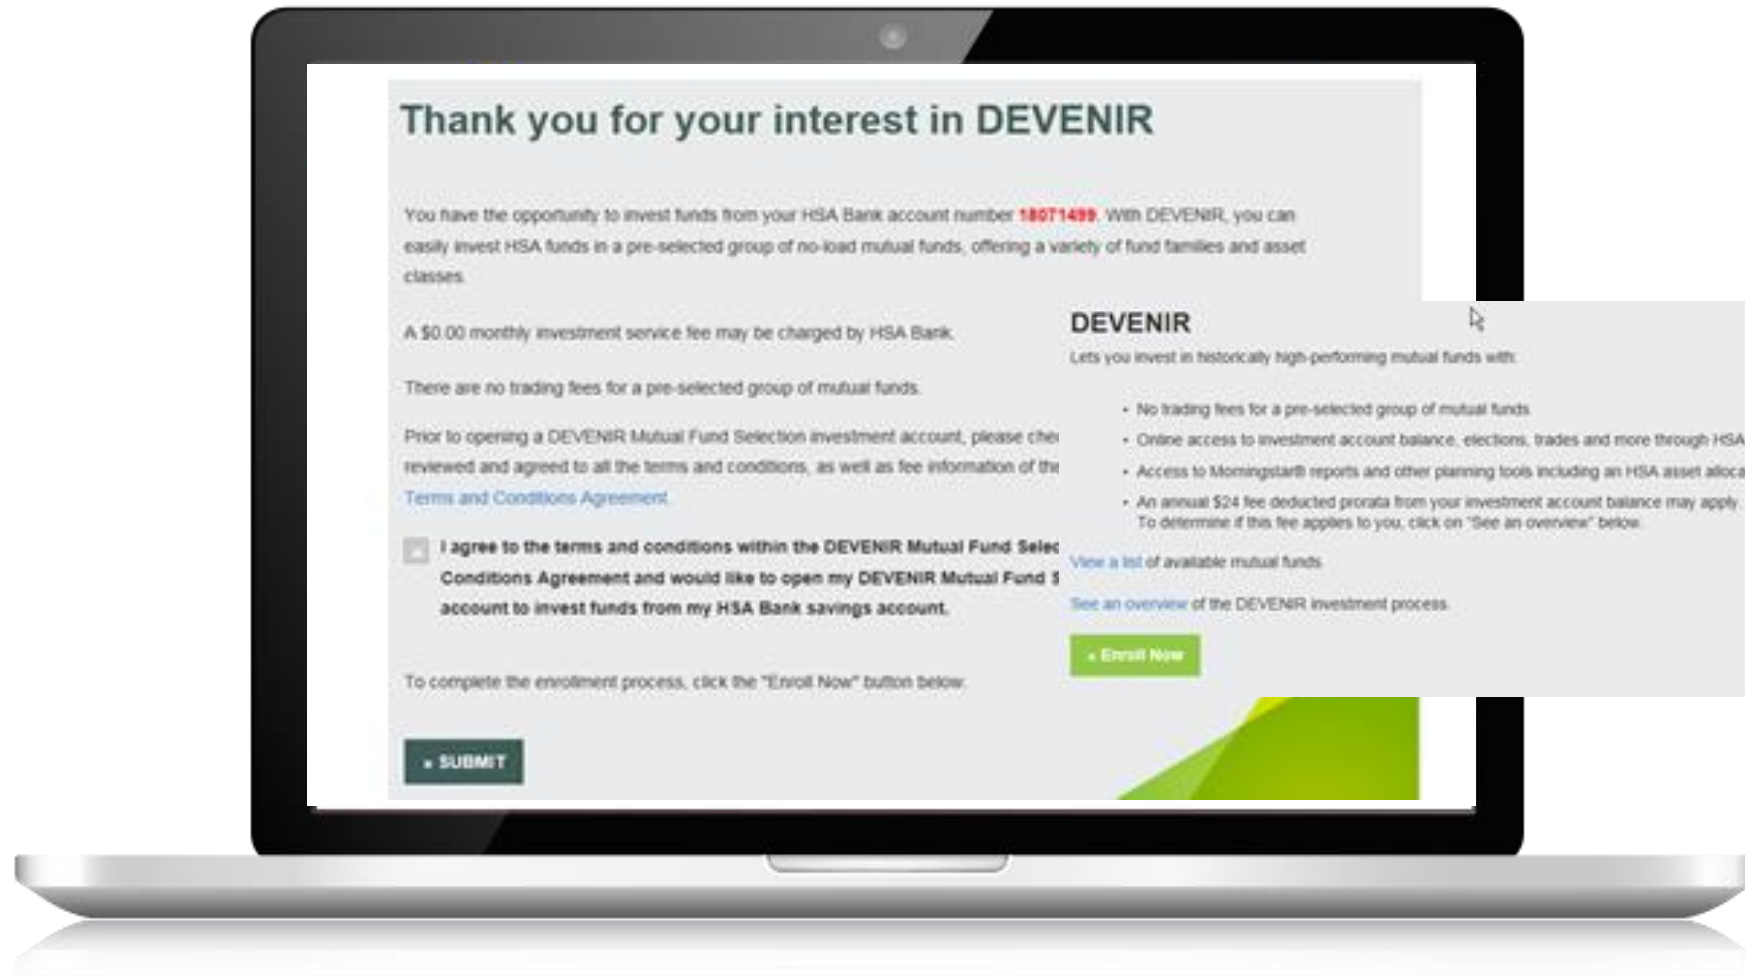 Thank you for your interest in DEVENIR
You have the opportunity to invest funds from your HSA Bank account number 18071499. With DEVENIR, you can
easily invest HSA funds in a pre-selected group of no-load mutual funds, offering a variety of fund families and asset
classes.
A $0.00 monthly investment service fee may be charged by HSA Bank.
There are no trading fees for a pre-selected group of mutual funds.
Prior to opening a DEVENIR Mutual Fund Selection investment account, please
reviewed and agreed to all the terms and conditions, as well as fee information of the
Terms and Conditions Agreement.
I agree to the terms and conditions within the DEVENIR Mutual Fund
Conditions Agreement and would like to open my DEVENIR Mutual Fund
account to invest funds from my HSA Bank savings account.
To complete the enrollment process, click the "Enroll Now" button below.
» SUBMIT
DEVENIR
Lets you invest in historically high-performing mutual funds with:
• No trading fees for a pre-selected group of mutual funds
• Online access to investment account balance, elections, trades and more through HSA
• Access to Morningstar® reports and other planning tools including an HSA asset
• An annual $24 fee deducted prorata from your investment account balance may apply.
To determine if this fee applies to you, click on "See an overview" below.
View a list of available mutual funds.
See an overview of the DEVENIR investment process.
» Enroll Now